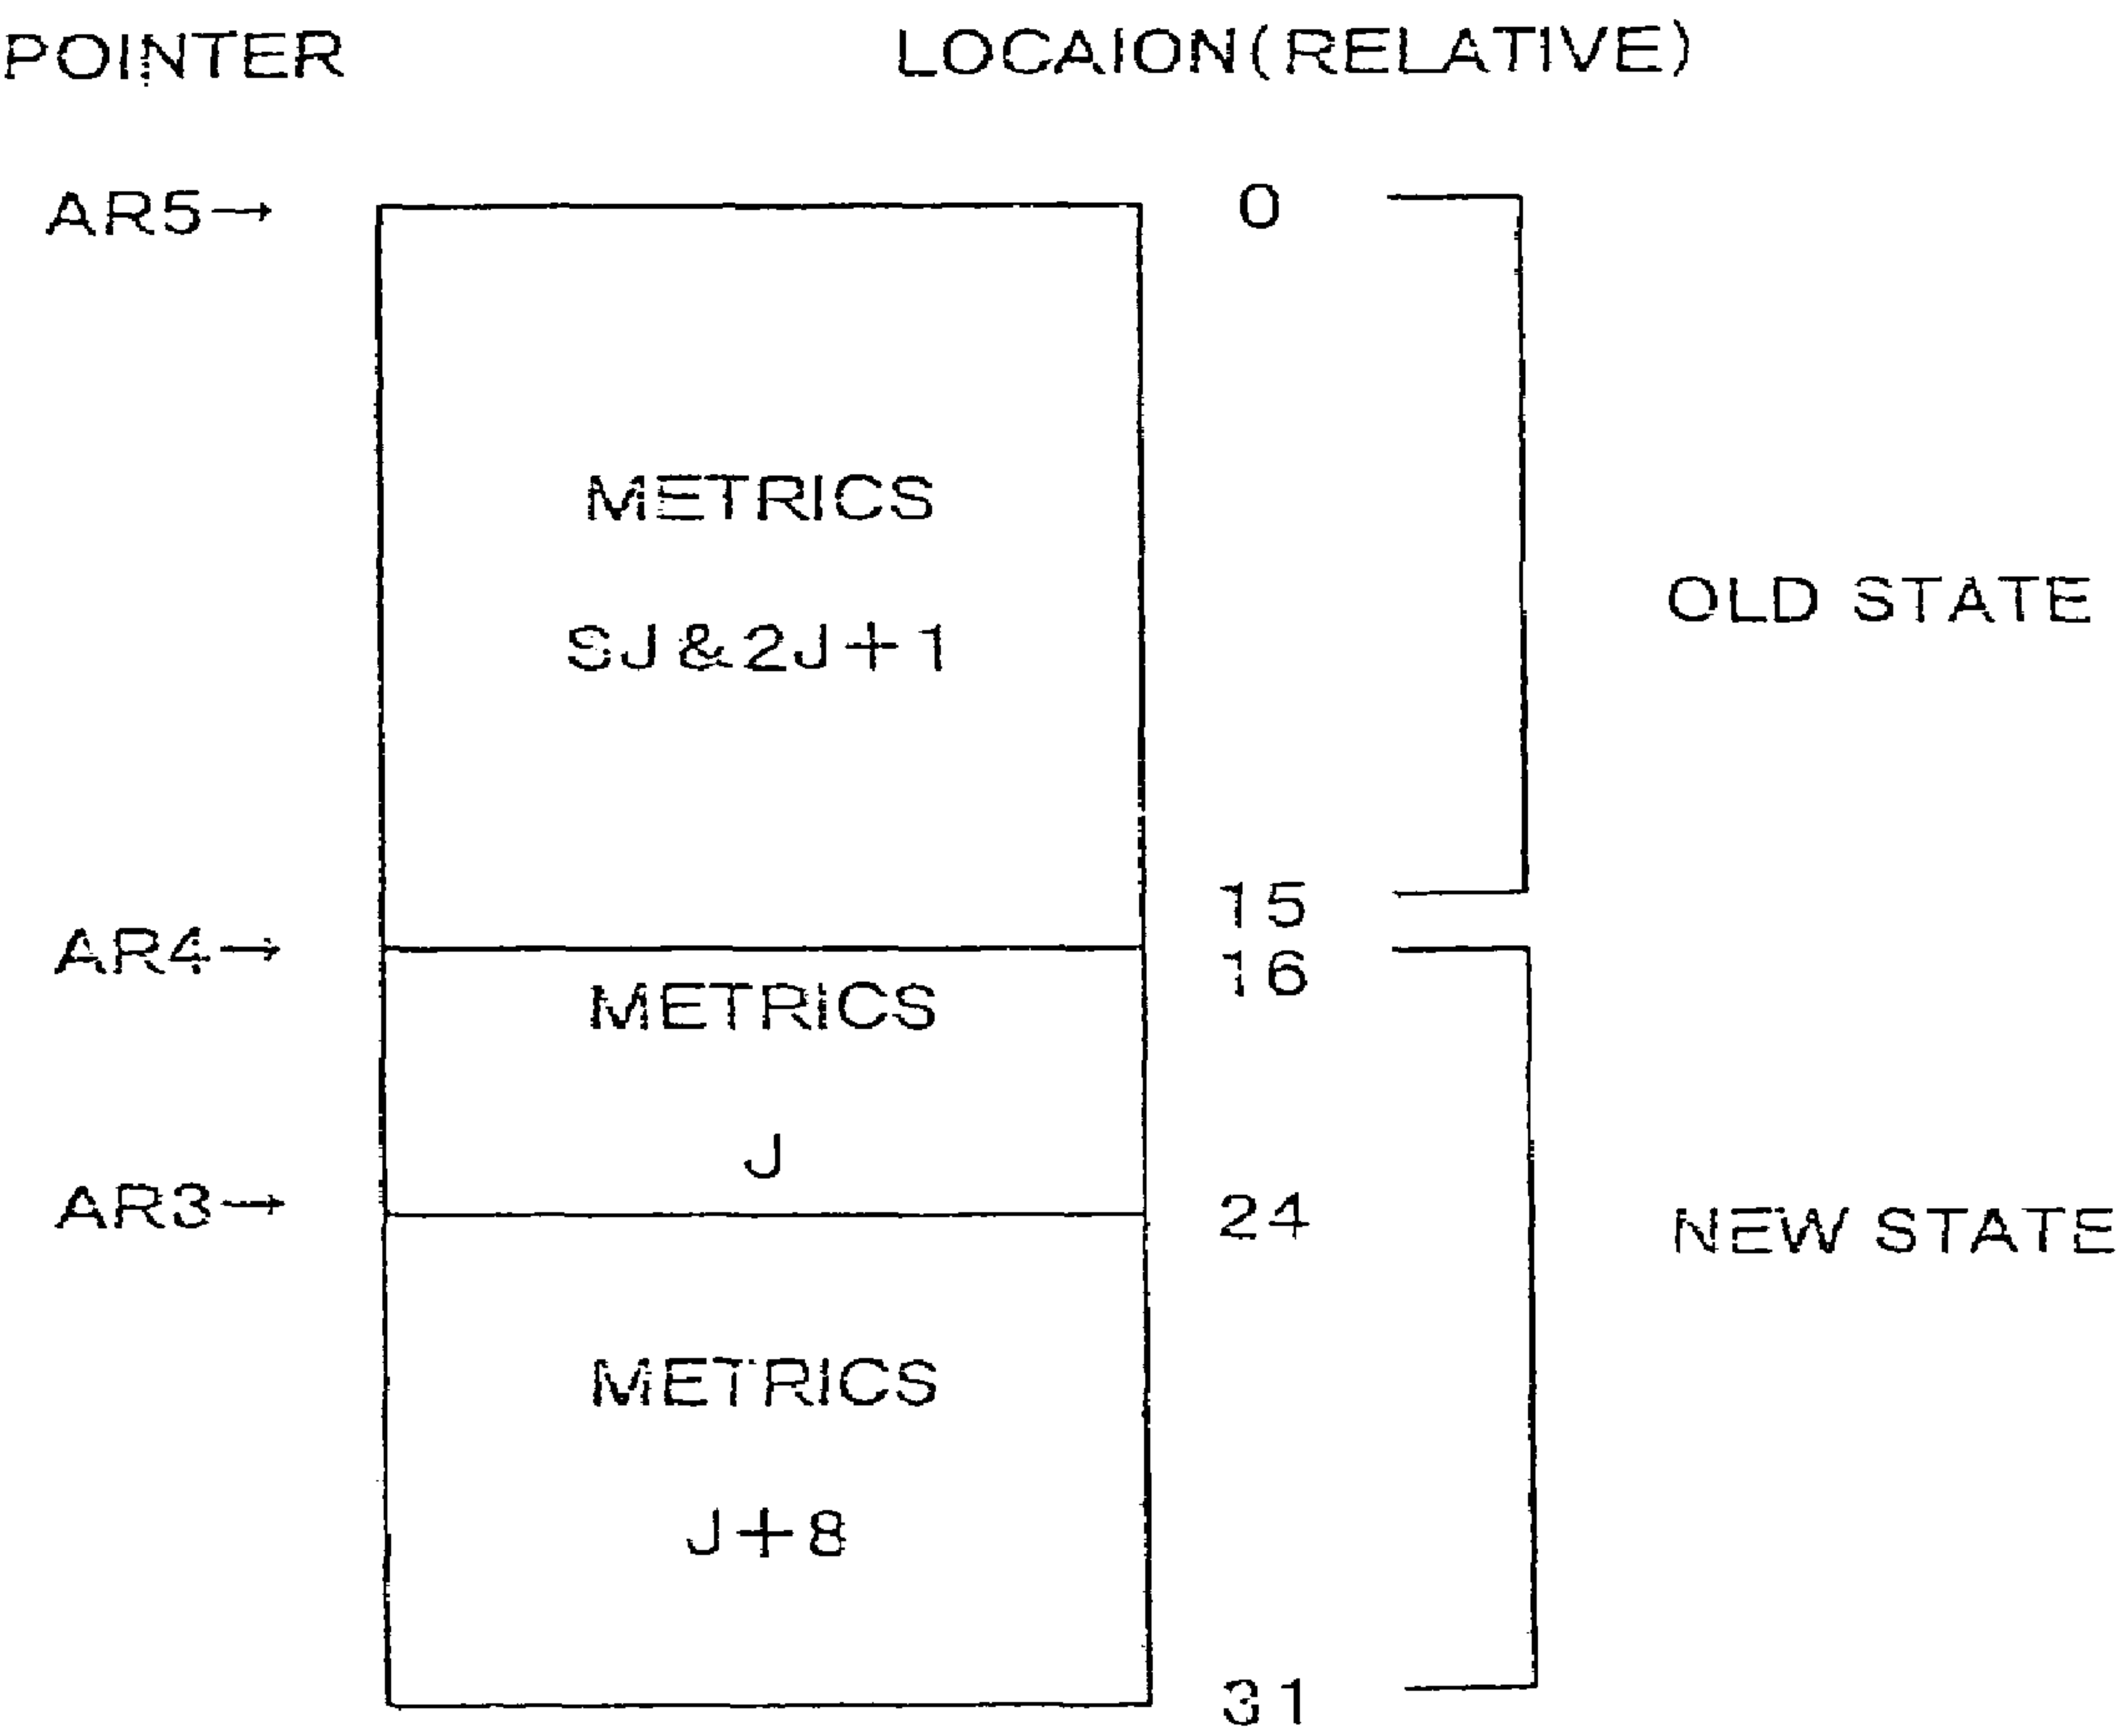 POINTER LOCAION(RELATIVE)
AR5→ 0
METRICS
OLD STATE
SJ&2J+1
15
AR4→ 16
METRICS
J
AR3→ 24 NEW STATE
METRICS
J+8
31